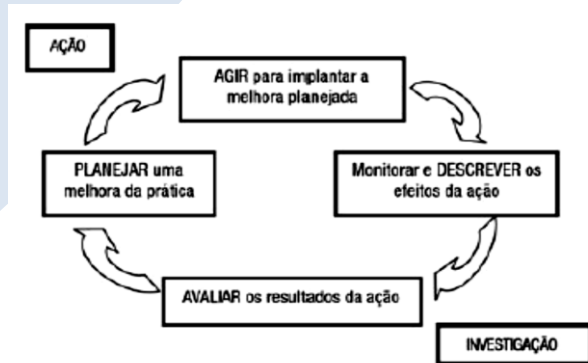 AÇÃO
AGIR para implantar a
melhora planejada
PLANEJAR uma
melhora da prática
Monitorar e DESCREVER os
efeitos da ação
AVALIAR os resultados da ação
INVESTIGAÇÃO